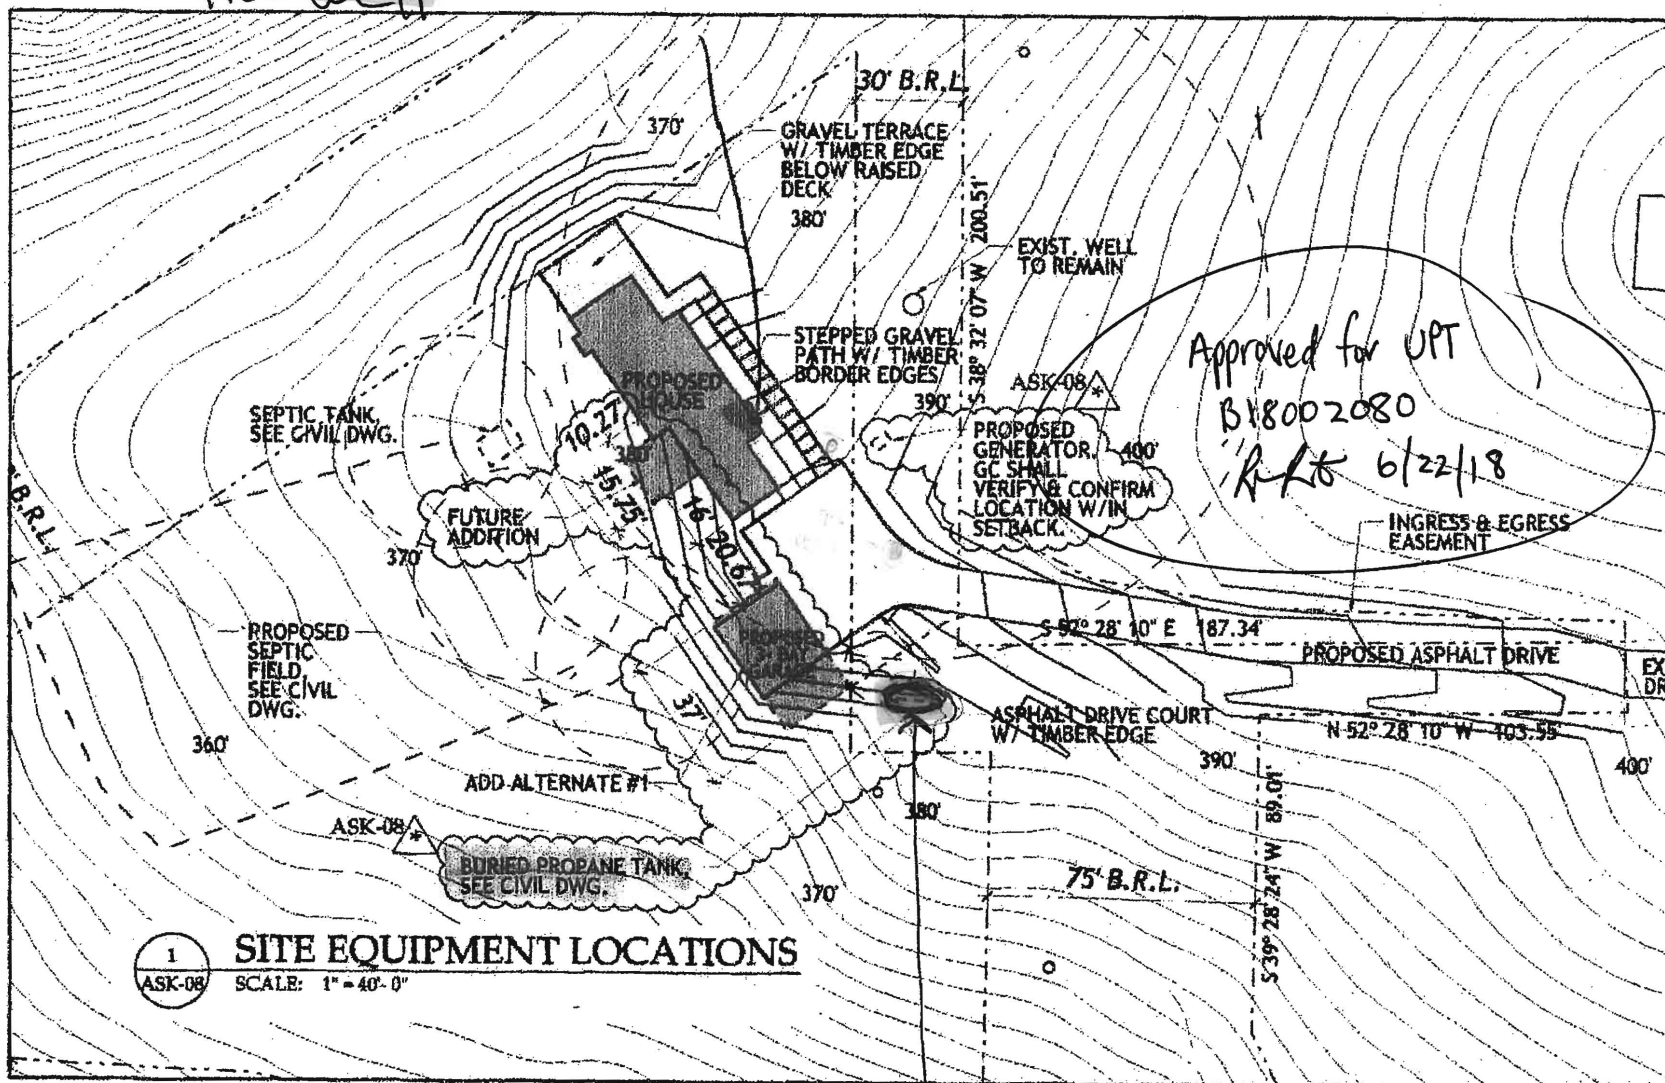 30' B.R.L.
370'
GRAVEL TERRACE
W/ TIMBER EDGE
BELOW RAISED
DECK
380'
S 38° 32' 07" W 200.51'
EXIST. WELL
TO REMAIN
STEPPED GRAVEL
PATH W/ TIMBER
BORDER EDGES
ASK-08
*
390'
Approved for UPT
B18002080
6/22/18
PROPOSED
HOUSE
SEPTIC TANK,
SEE CIVIL DWG.
10.27
380'
15.75'
16'
20.67'
PROPOSED
GENERATOR.
GC SHALL
VERIFY & CONFIRM
LOCATION W/IN
SETBACK.
400'
FUTURE
ADDITION
370'
B.R.L.
INGRESS & EGRESS
EASEMENT
PROPOSED
SEPTIC
FIELD,
SEE CIVIL
DWG.
PROPOSED
S 52° 28' 10" E 187.34'
PROPOSED ASPHALT DRIVE
EX
DR
37'
ASPHALT DRIVE COURT
W/ TIMBER EDGE
N 52° 28' 10" W 103.55'
360'
390'
400'
ADD ALTERNATE #1
380'
S 39° 28' 24" W 89.01'
ASK-08
*
BURIED PROPANE TANK,
SEE CIVIL DWG.
370'
75' B.R.L.
1
ASK-08
SITE EQUIPMENT LOCATIONS
SCALE: 1" = 40'-0"